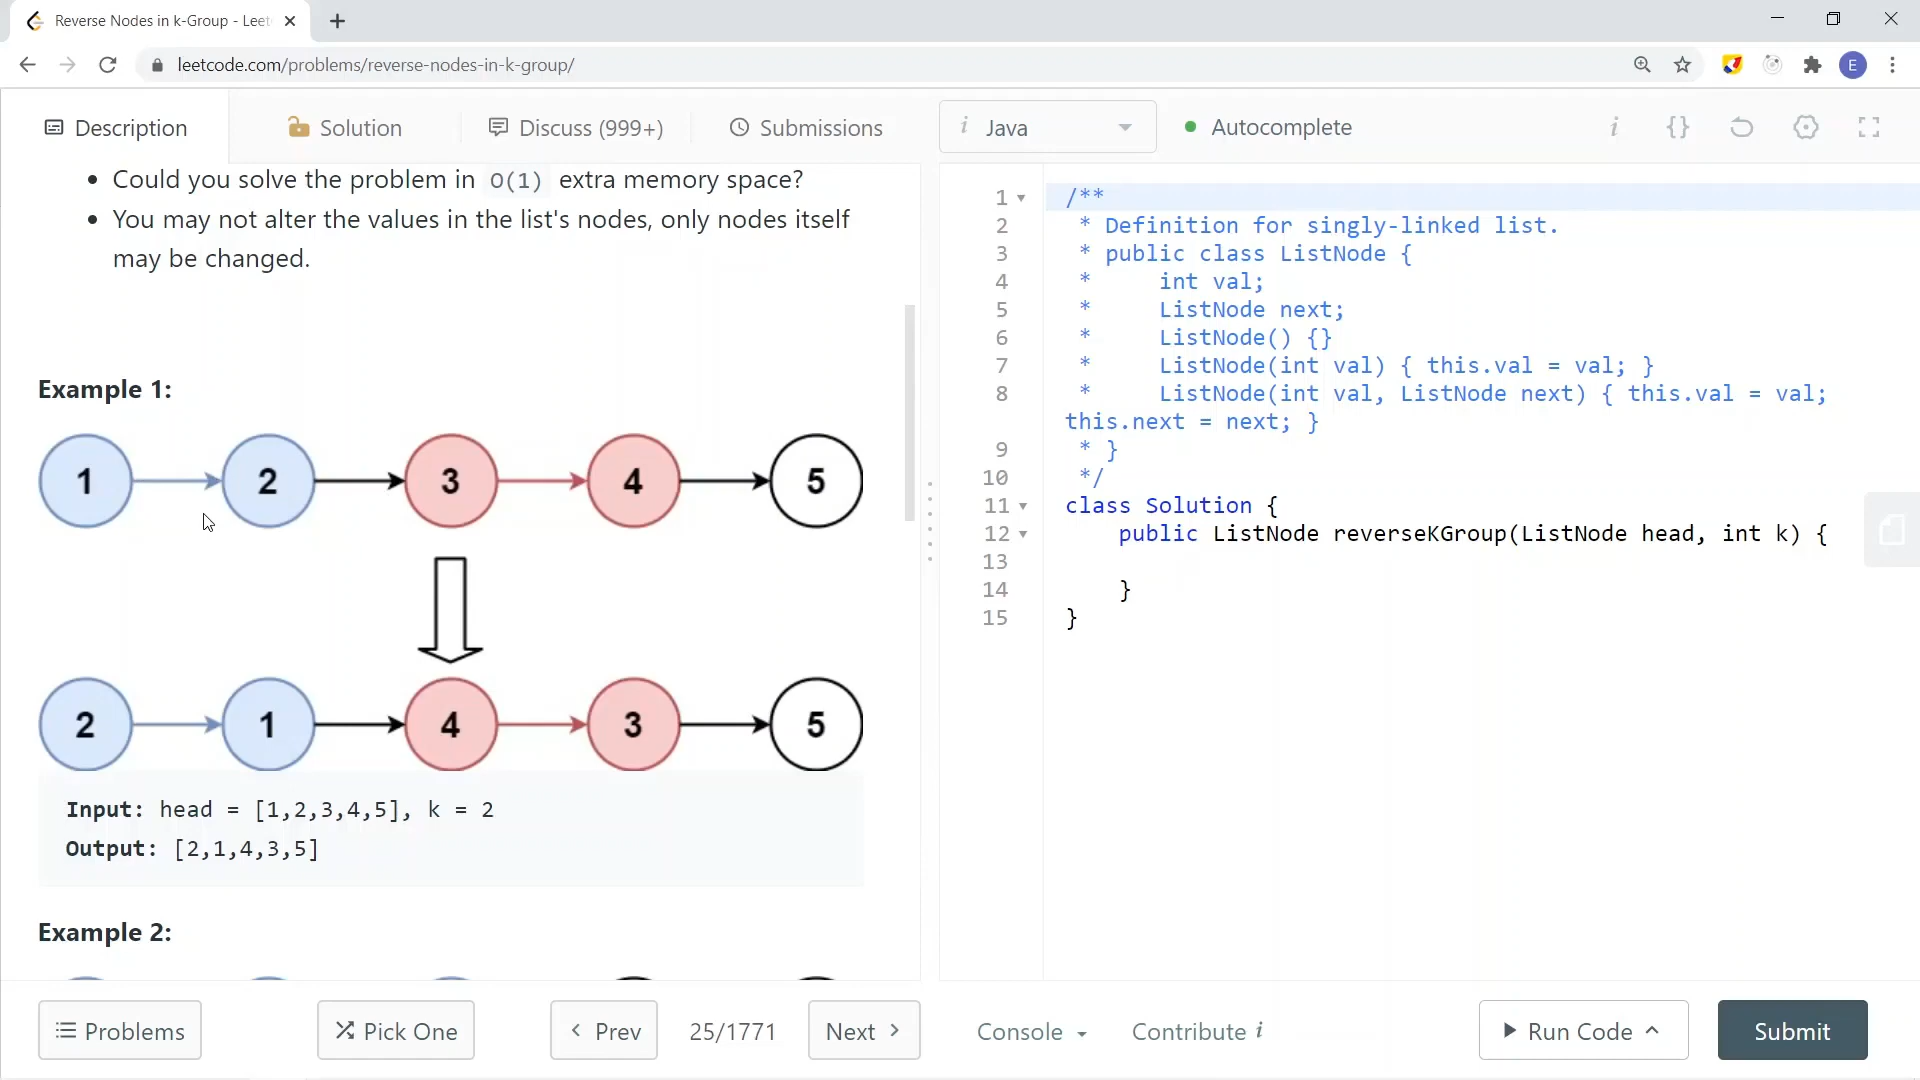 Reverse Nodes in k-Group - Leet
leetcode.com/problems/reverse-nodes-in-k-group/
E
Description
Solution
Discuss (999+)
Submissions
i Java
Autocomplete
i {}
Could you solve the problem in O(1) extra memory space?
You may not alter the values in the list's nodes, only nodes itself
may be changed.
Example 1:
1 2 3 4 5
2 1 4 3 5
Input: head = [1,2,3,4,5], k = 2
Output: [2,1,4,3,5]
Example 2:
1 /**
2 * Definition for singly-linked list.
3 * public class ListNode {
4 * int val;
5 * ListNode next;
6 * ListNode() {}
7 * ListNode(int val) { this.val = val; }
8 * ListNode(int val, ListNode next) { this.val = val;
this.next = next; }
9 * }
10 */
11 class Solution {
12 public ListNode reverseKGroup(ListNode head, int k) {
13
14 }
15 }
Problems
Pick One
Prev
25/1771
Next
Console
Contribute i
Run Code
Submit